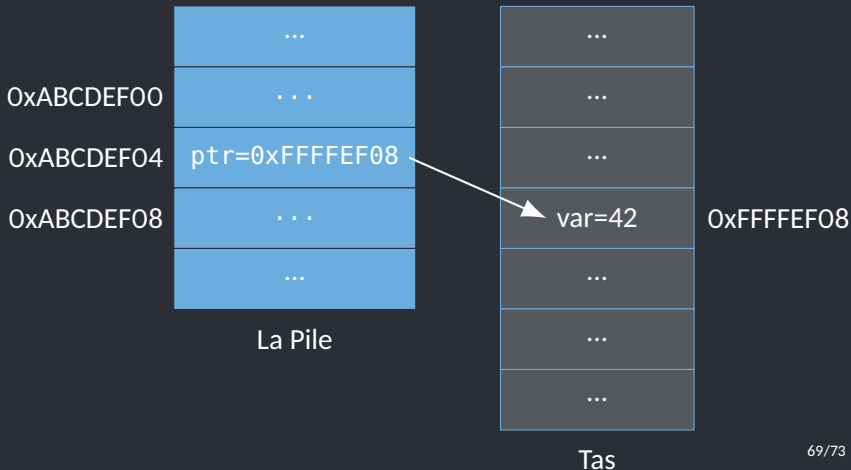 ...
...
0xABCDEF00
...
...
0xABCDEF04
ptr=0xFFFFEF08
...
0xABCDEF08
...
var=42
0xFFFFEF08
...
...
La Pile
...
...
Tas
69/73